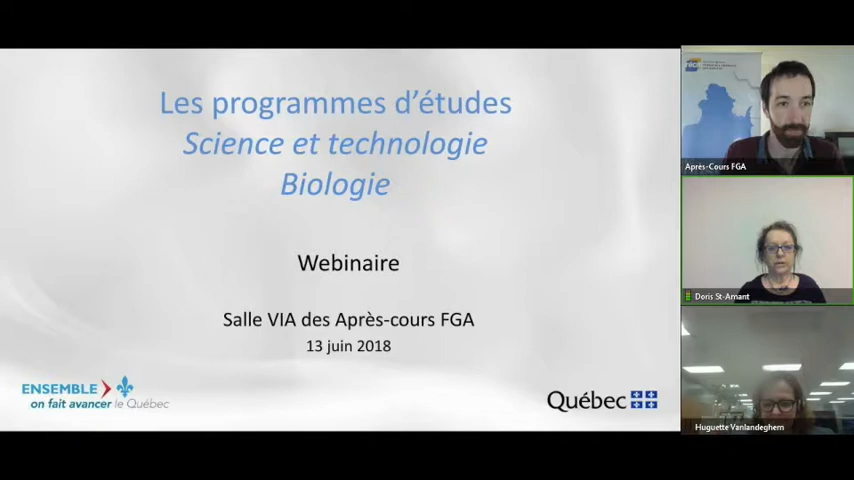 Les programmes d'études
Science et technologie
Biologie
Webinaire
Salle VIA des Après-cours FGA
13 juin 2018
ENSEMBLE
on fait avancer le Québec
Québec
Après-Cours FGA
Doris St-Amant
Huguette Vanlandeghem